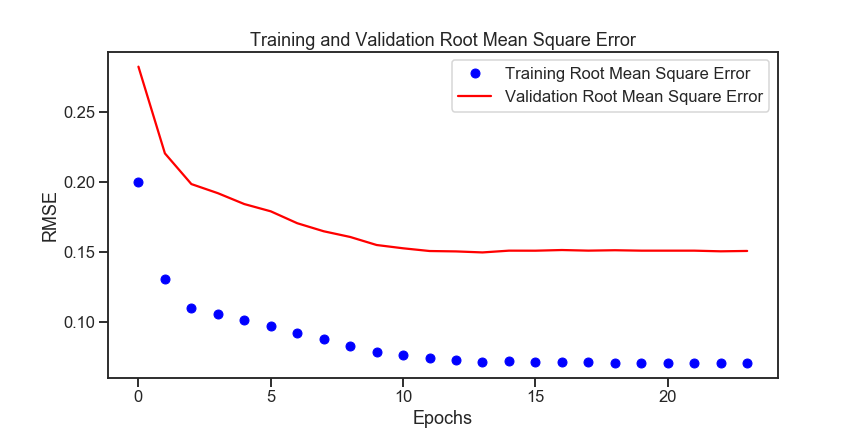 Training and Validation Root Mean Square Error
Training Root Mean Square Error
Validation Root Mean Square Error
0.25
0.20
0.15
0.10
RMSE
0
5
10
15
20
Epochs